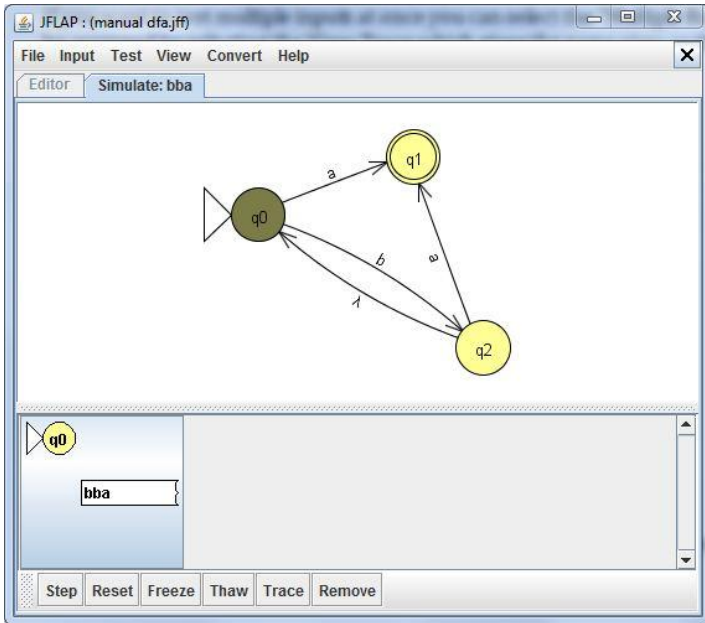 JFLAP : (manual dfa.jff)
File Input Test View Convert Help
Editor Simulate: bba
q1
a
q0
b
a
λ
q2
q0
bba
Step Reset Freeze Thaw Trace Remove